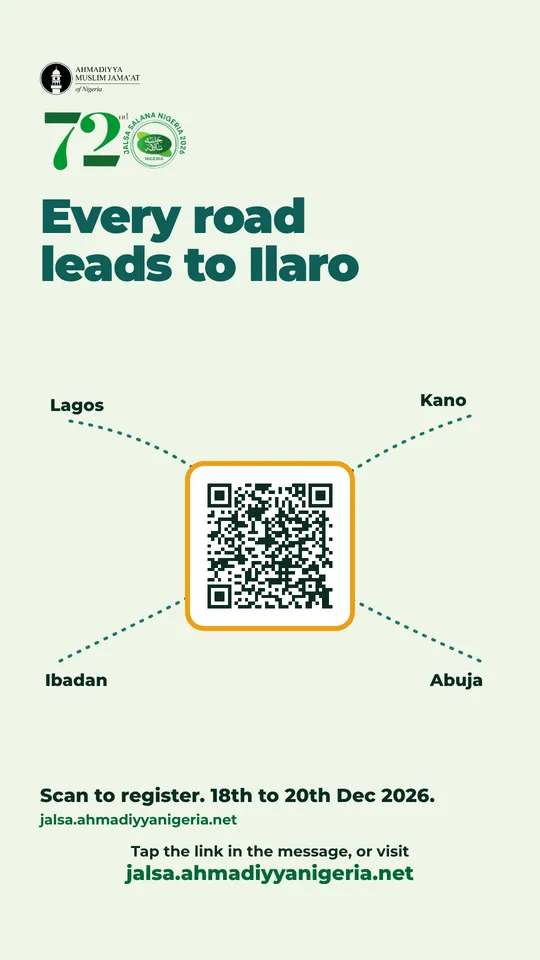 AHMADIYYA
MUSLIM JAMA'AT
of Nigeria
72nd
JALSA SALANA NIGERIA 2026
جلسہ سالانہ
NIGERIA
Every road
leads to Ilaro
Lagos
Kano
Ibadan
Abuja
Scan to register. 18th to 20th Dec 2026.
jalsa.ahmadiyyanigeria.net
Tap the link in the message, or visit
jalsa.ahmadiyyanigeria.net